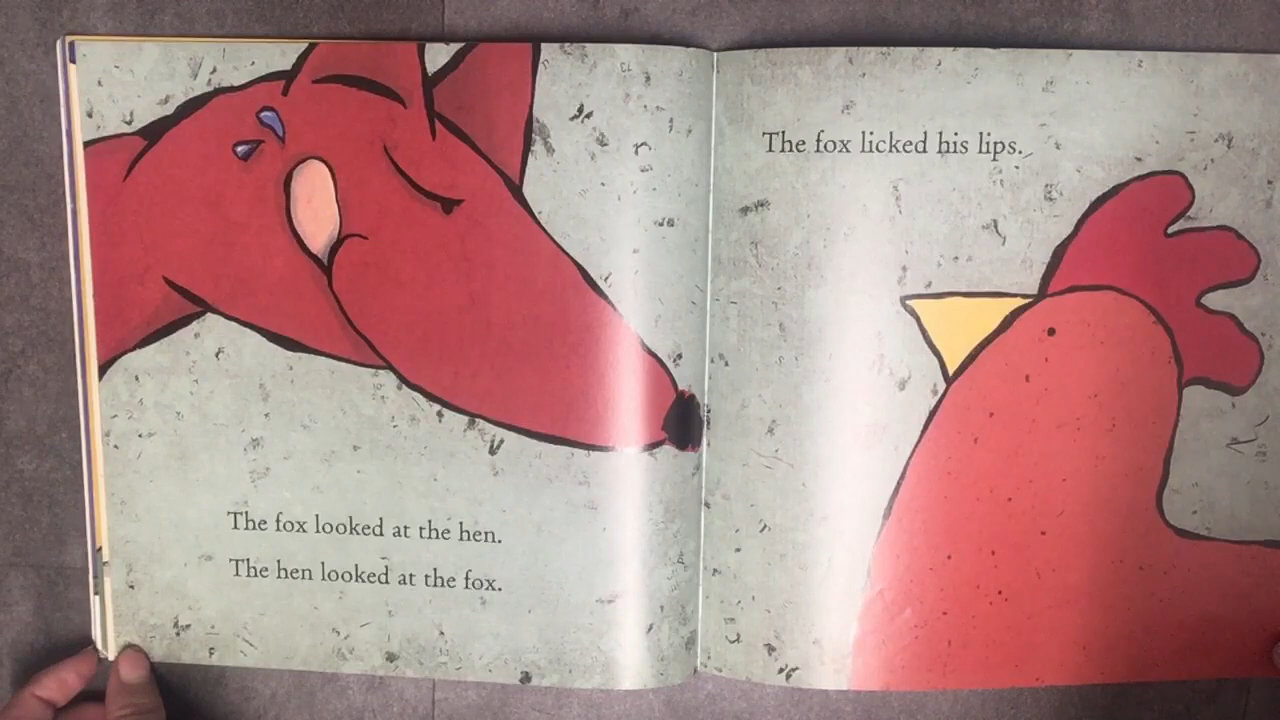 The fox looked at the hen.
The hen looked at the fox.
The fox licked his lips.